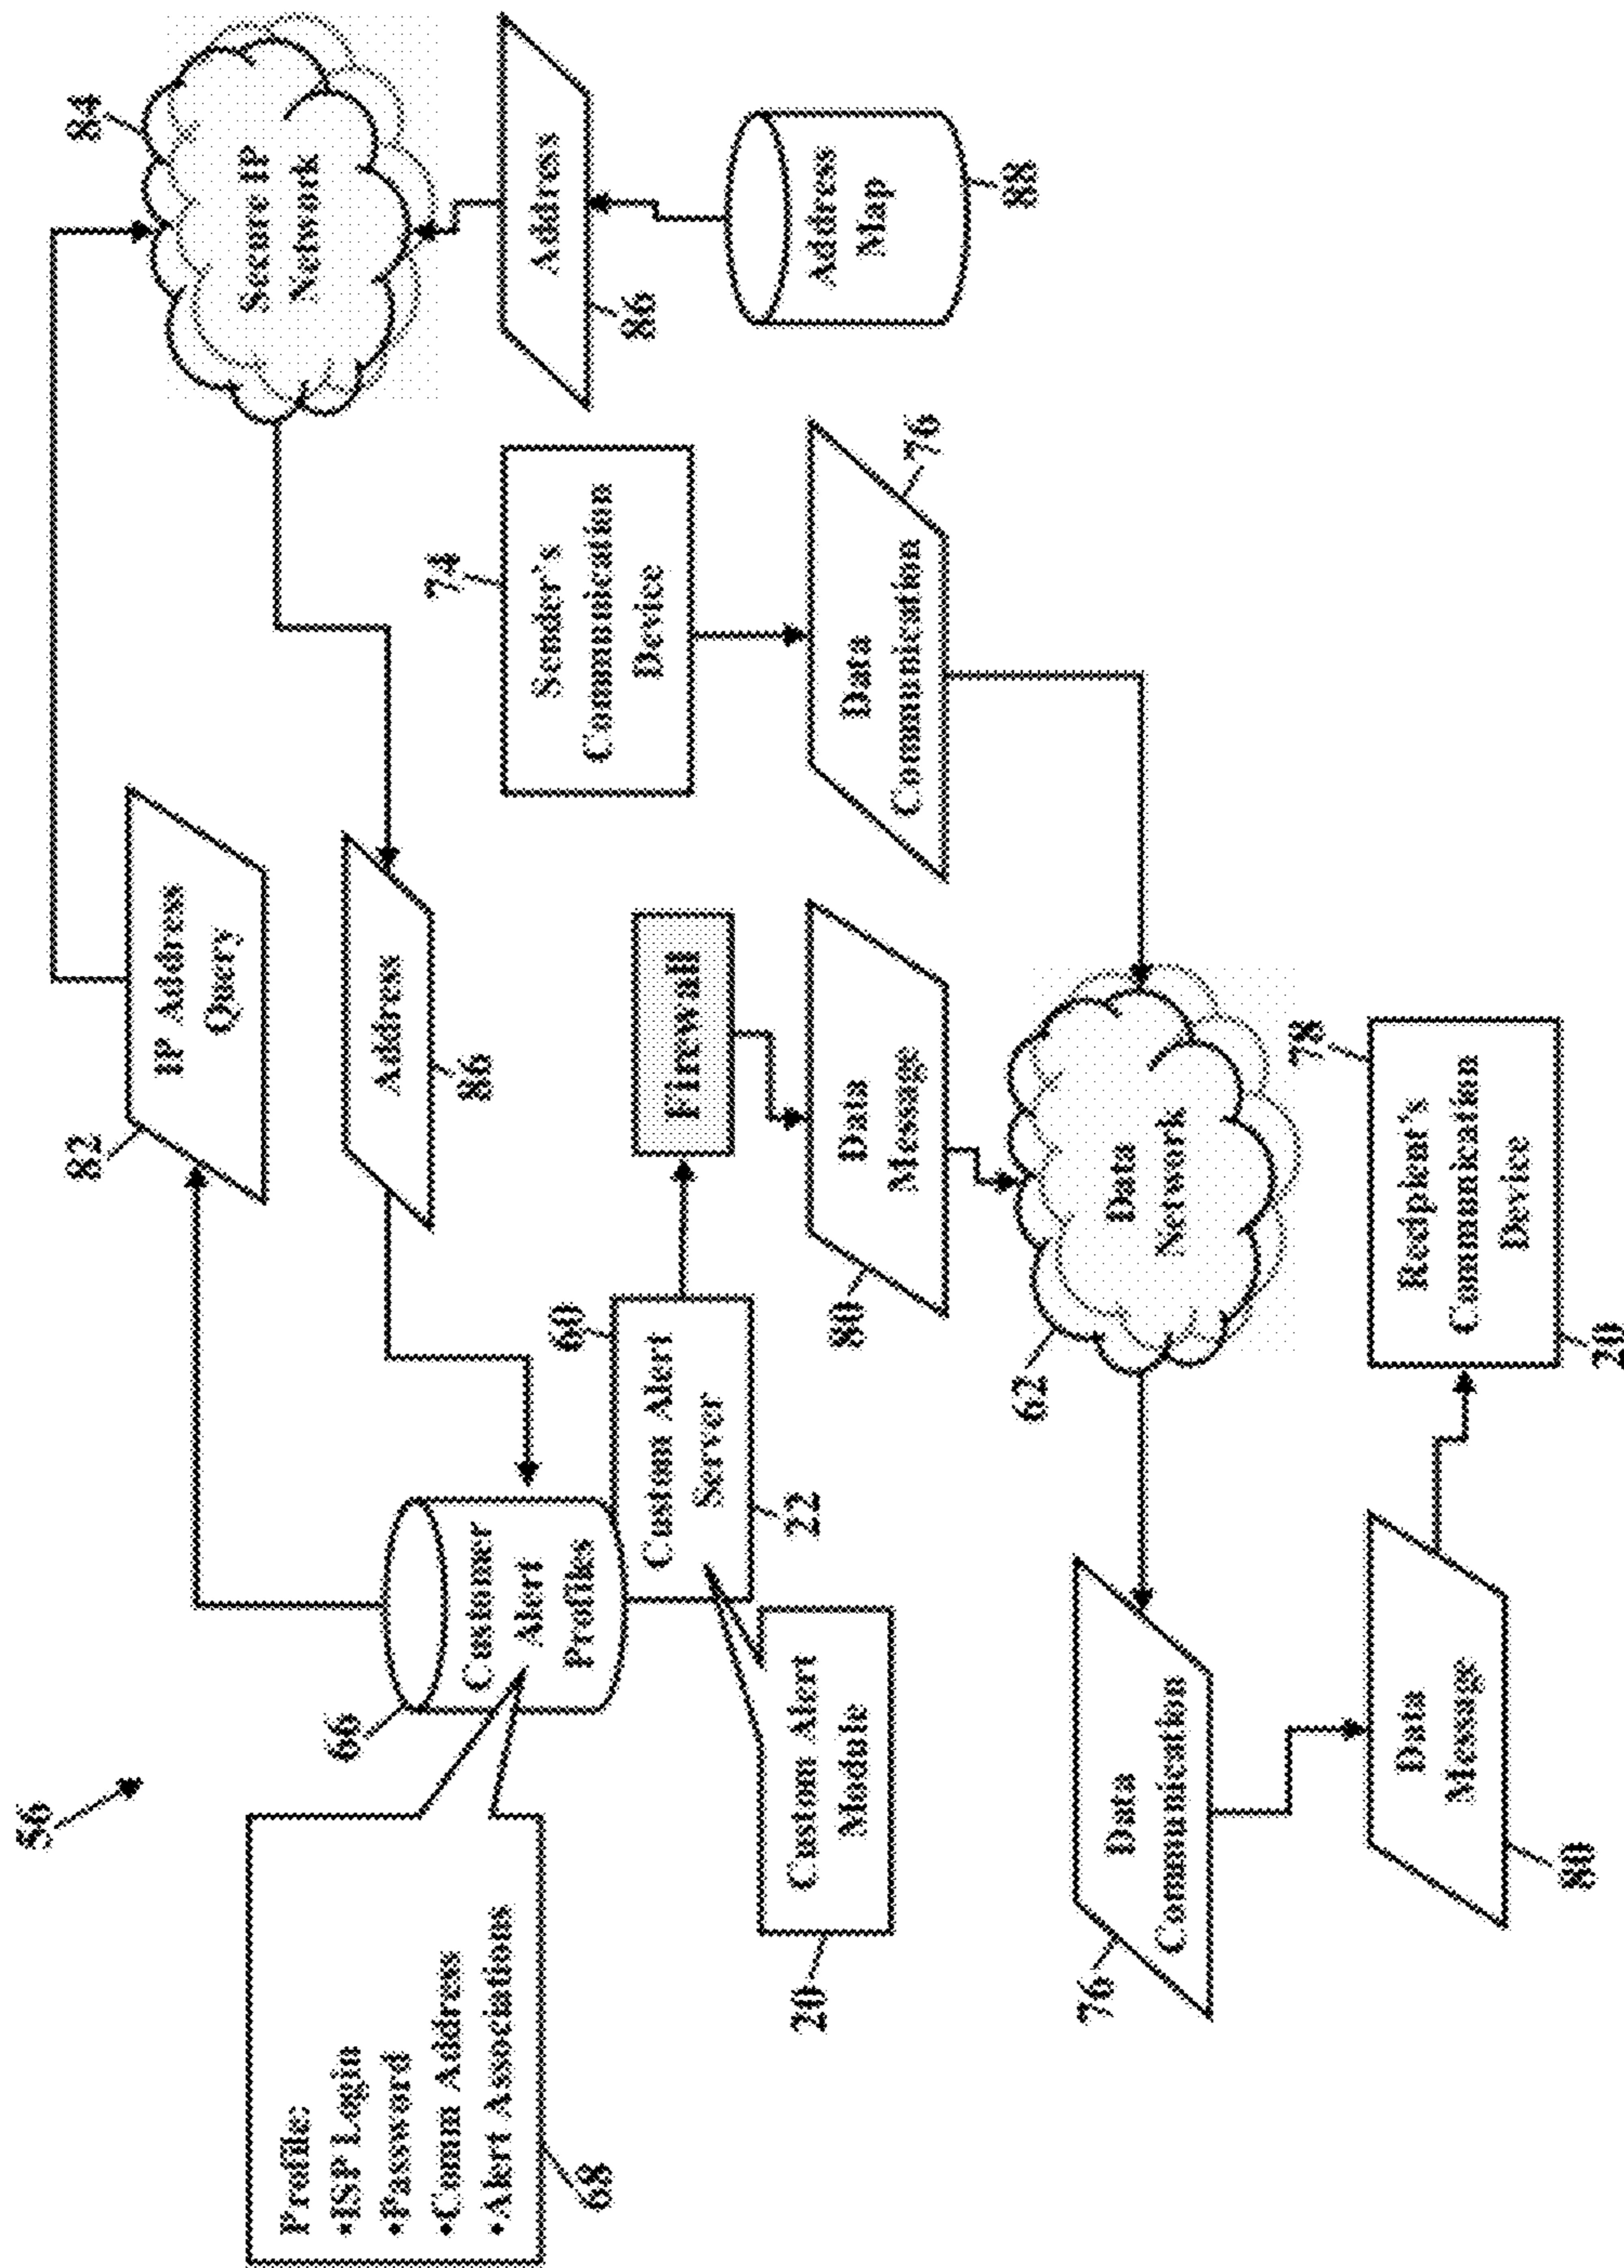 56
Profile:
•ISP Login
•Password
•Comm Address
•Alert Associations
68
66
Customer
Alert
Profiles
82
IP Address
Query
84
Secure IP
Network
Address
86
Address
86
Address
Map
88
60
Custom Alert
Server
22
Custom Alert
Module
20
Firewall
74
Sender's
Communication
Device
Data
Communication
76
Data
Message
80
Data
Network
62
Data
Communication
76
Data
Message
80
78
Recipient's
Communication
Device
20